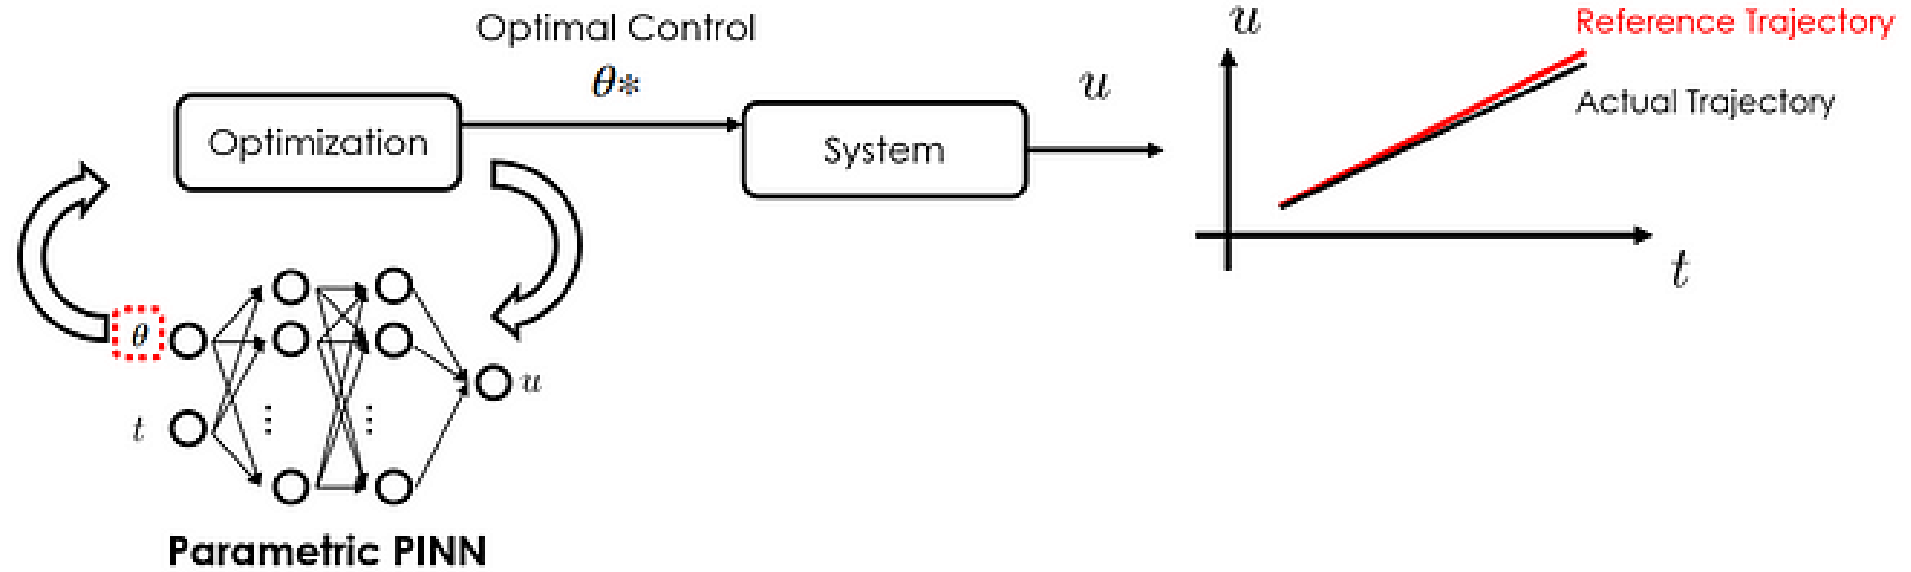 Optimal Control
θ*
Optimization
System
u
u
Reference Trajectory
Actual Trajectory
t
θ
t
⋮
⋮
u
Parametric PINN